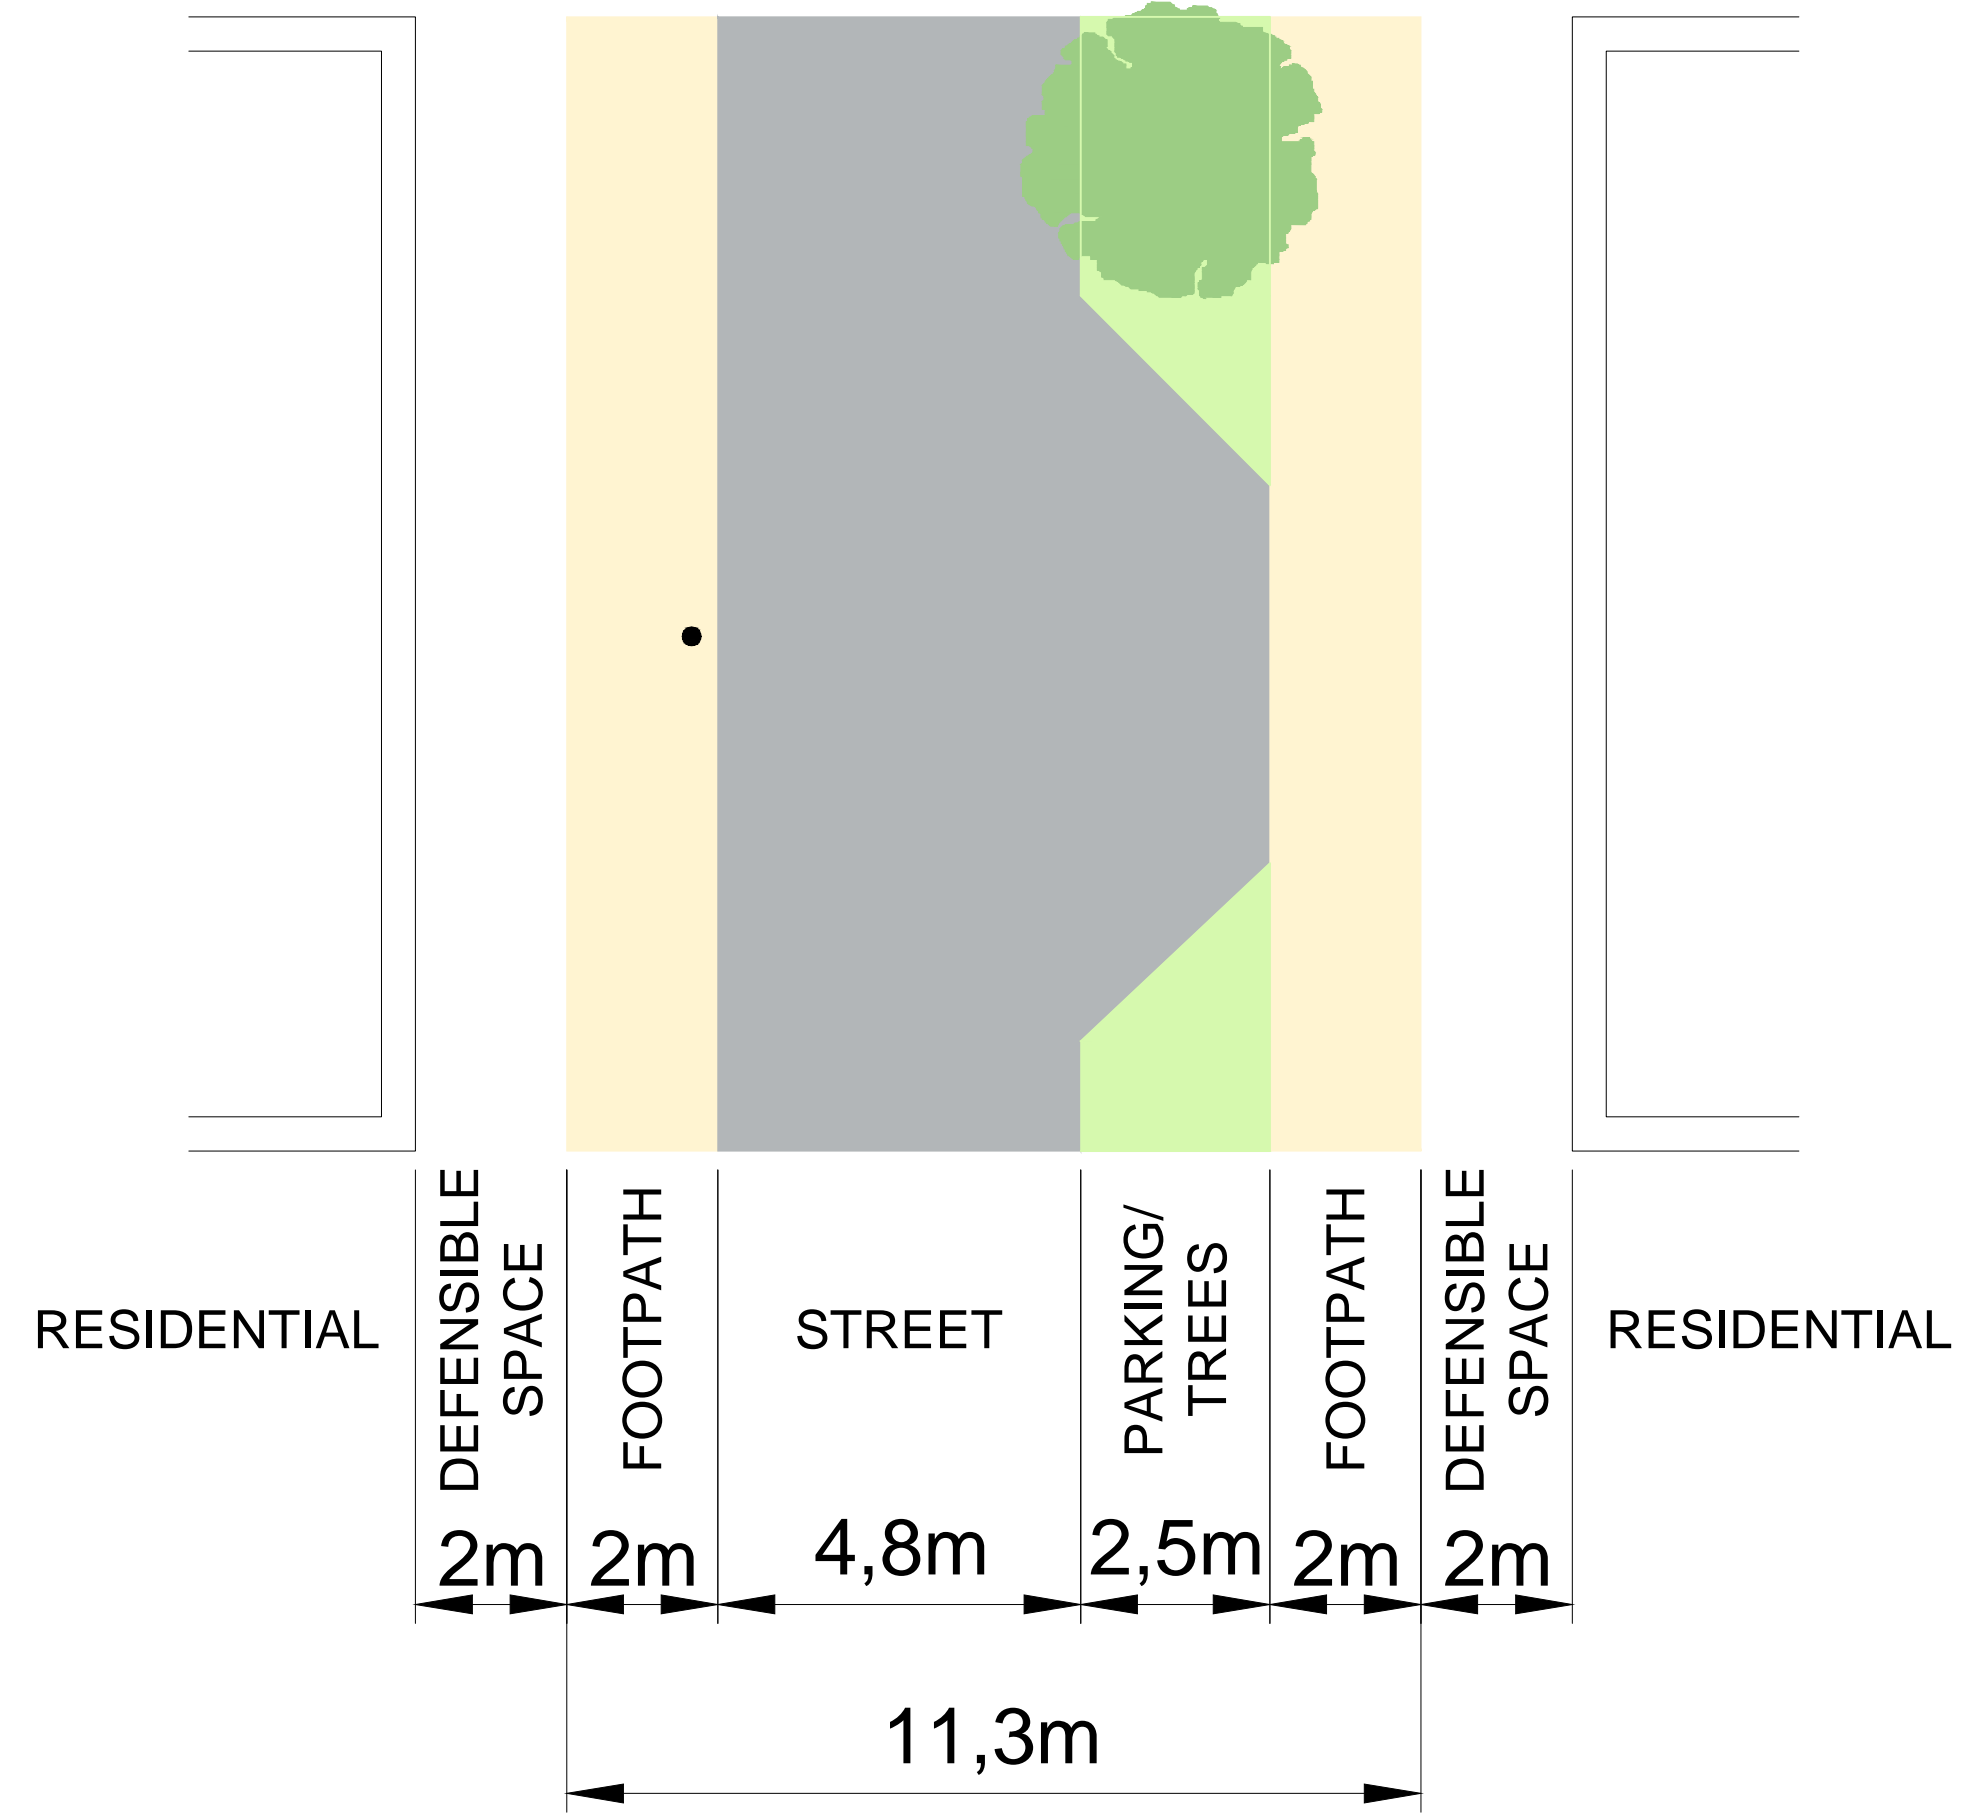 RESIDENTIAL
DEFENSIBLE
SPACE
FOOTPATH
STREET
PARKING/
TREES
FOOTPATH
DEFENSIBLE
SPACE
RESIDENTIAL
2m
2m
4,8m
2,5m
2m
2m
11,3m